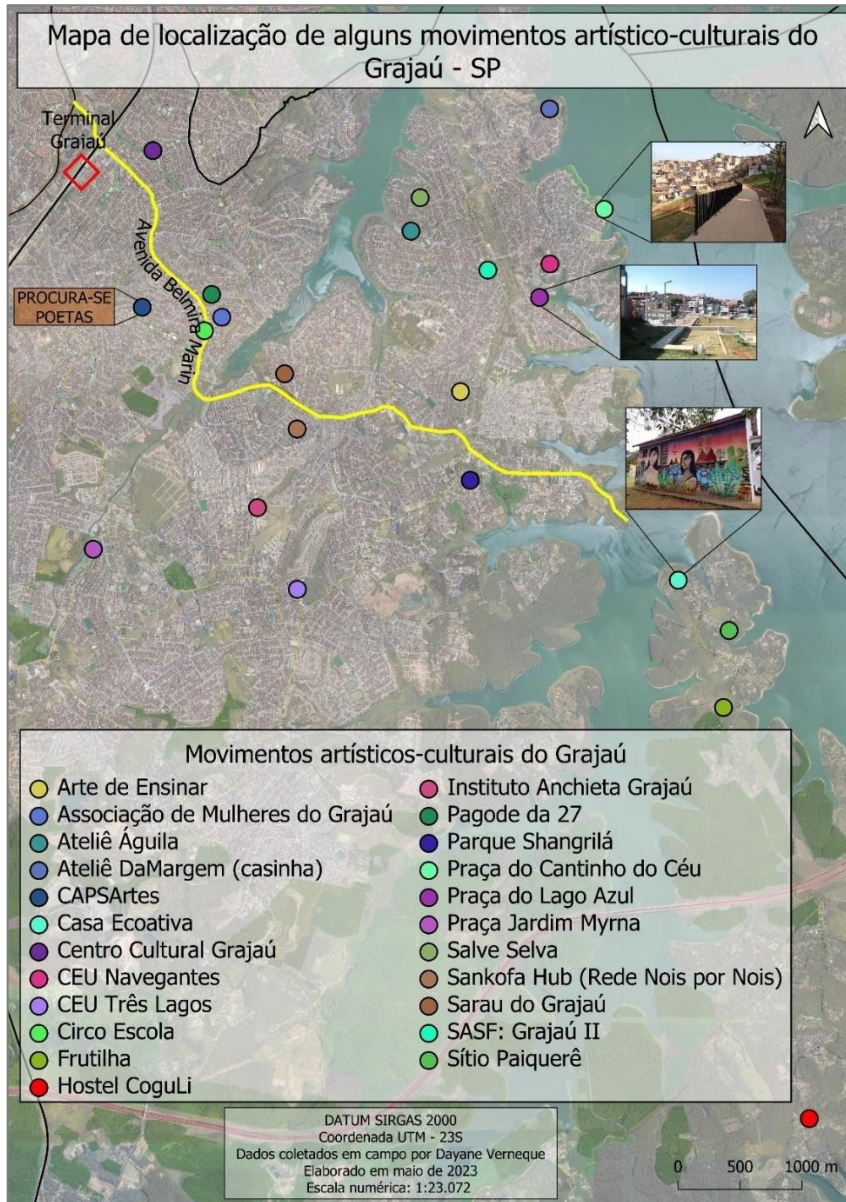 Mapa de localização de alguns movimentos artístico-culturais do
Grajaú - SP
Terminal
Grajaú
Avenida Belmira Marin
PROCURA-SE
POETAS
Movimentos artísticos-culturais do Grajaú
Arte de Ensinar
Associação de Mulheres do Grajaú
Ateliê Águila
Ateliê DaMargem (casinha)
CAPSArtes
Casa Ecoativa
Centro Cultural Grajaú
CEU Navegantes
CEU Três Lagos
Circo Escola
Frutilha
Hostel CoguLi
Instituto Anchieta Grajaú
Pagode da 27
Parque Shangrilá
Praça do Cantinho do Céu
Praça do Lago Azul
Praça Jardim Myrna
Salve Selva
Sankofa Hub (Rede Nois por Nois)
Sarau do Grajaú
SASF: Grajaú II
Sítio Paiquerê
DATUM SIRGAS 2000
Coordenada UTM - 23S
Dados coletados em campo por Dayane Verneque
Elaborado em maio de 2023
Escala numérica: 1:23.072
0 500 1000 m